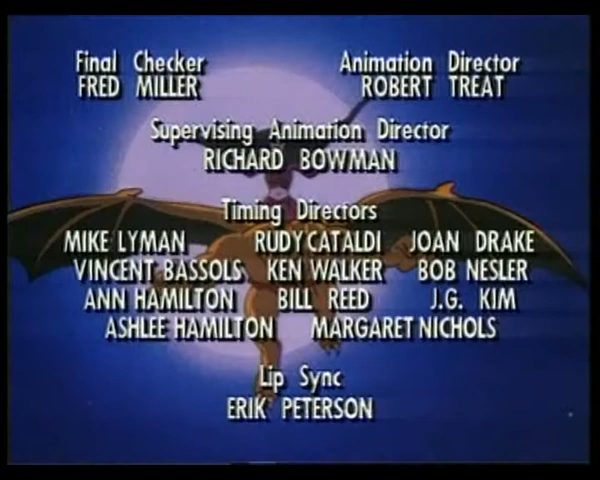 Final Checker Animation Director
FRED MILLER ROBERT TREAT
Supervising Animation Director
RICHARD BOWMAN
Timing Directors
MIKE LYMAN RUDY CATALDI JOAN DRAKE
VINCENT BASSOLS KEN WALKER BOB NESLER
ANN HAMILTON BILL REED J.G. KIM
ASHLEE HAMILTON MARGARET NICHOLS
Lip Sync
ERIK PETERSON